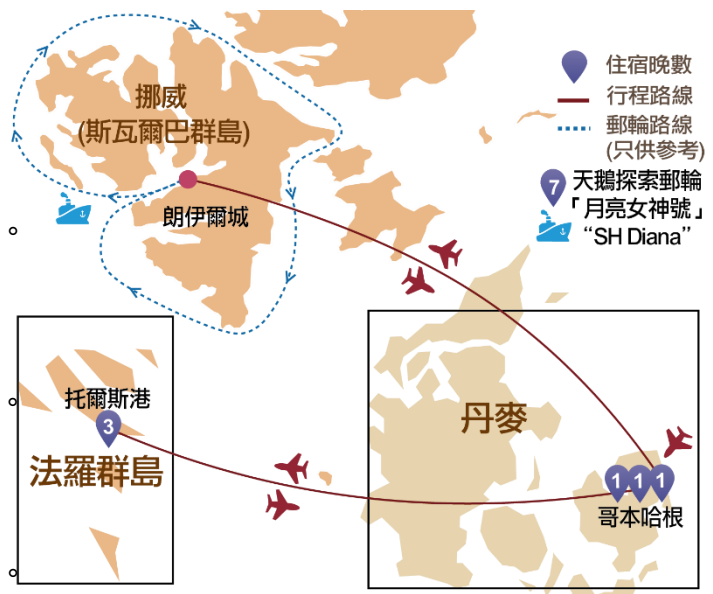 挪威
(斯瓦爾巴群島)
朗伊爾城
住宿晚數
行程路線
郵輪路線
(只供參考)
7 天鵝探索郵輪
「月亮女神號」
“SH Diana”
托爾斯港
3
法羅群島
丹麥
1 1 1
哥本哈根